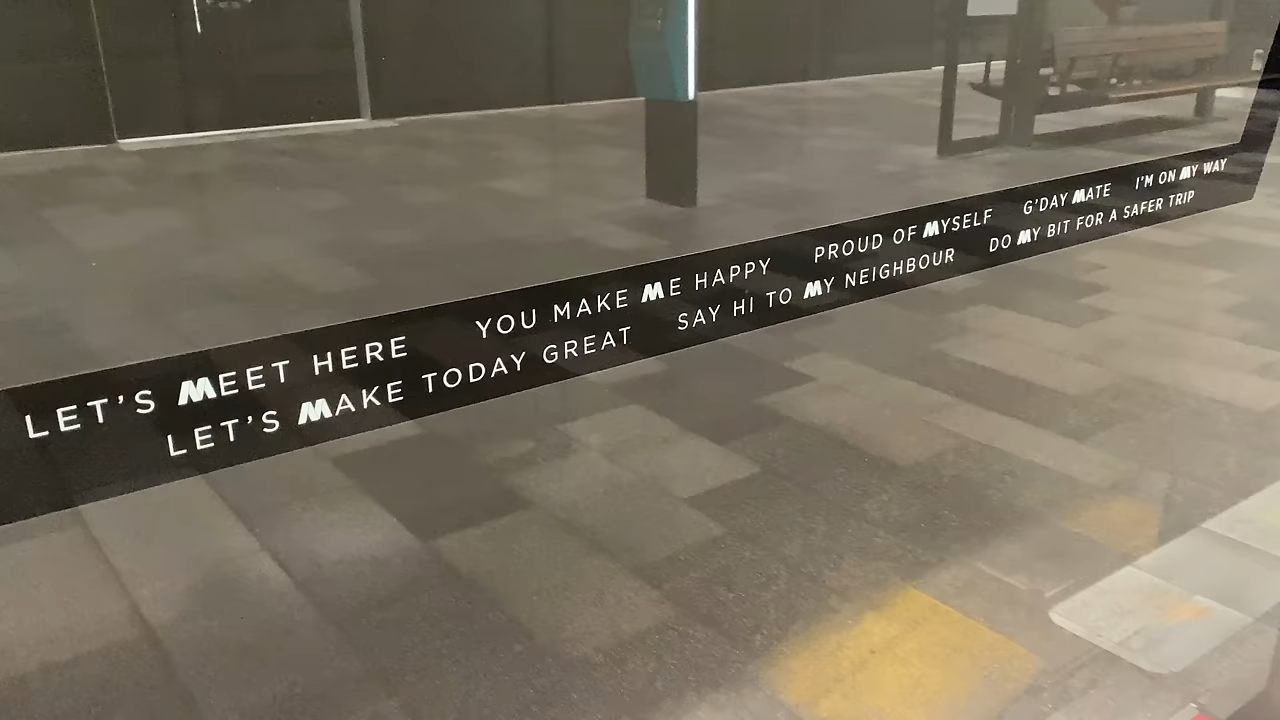 LET'S MEET HERE YOU MAKE ME HAPPY PROUD OF MYSELF G'DAY MATE I'M ON MY WAY
LET'S MAKE TODAY GREAT SAY HI TO MY NEIGHBOUR DO MY BIT FOR A SAFER TRIP